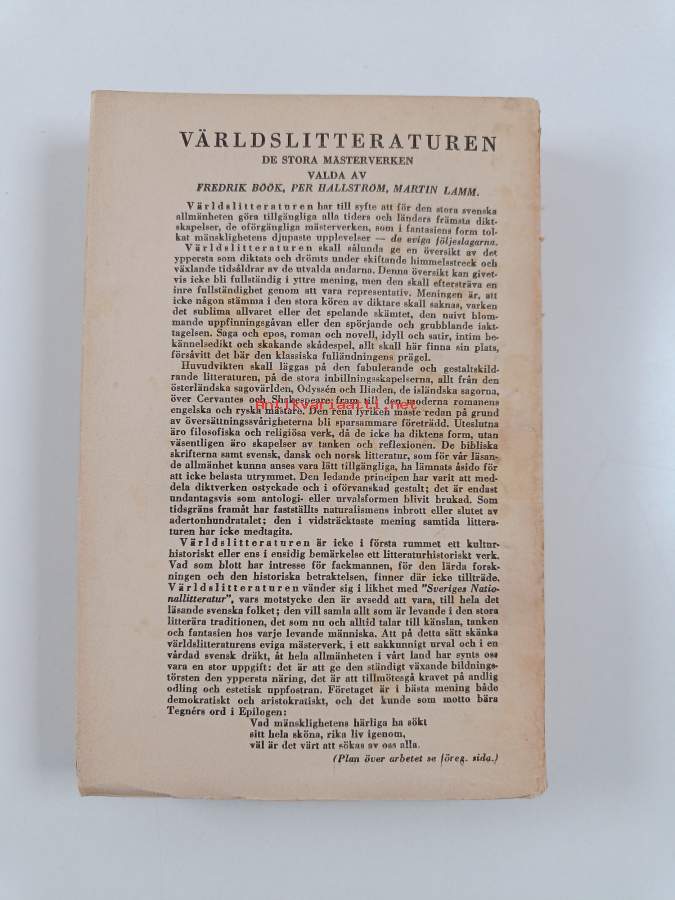 VÄRLDSLITTERATUREN
DE STORA MÄSTERVERKEN
VALDA AV
FREDRIK BÖÖK, PER HALLSTRÖM, MARTIN LAMM.
Världslitteraturen har till syfte att för den stora svenska
allmänheten göra tillgängliga alla tiders och länders främsta dikt-
skapelser, de oförgängliga mästerverken, som i fantasiens form tol-
kat mänsklighetens djupaste upplevelser — de eviga följeslagarna.
Världslitteraturen skall sålunda ge en översikt av det
yppersta som diktats och drömts under skiftande himmelsstreck och
växlande tidsåldrar av de utvalda andarna. Denna översikt kan givet-
vis icke bli fullständig i yttre mening, men den skall eftersträva en
inre fullständighet genom att vara representativ. Meningen är, att
icke någon stämma i den stora kören av diktare skall saknas, varken
det sublima allvaret eller det spelande skämtet, den naivt blom-
mande uppfinningsgåvan eller den spörjande och grubblande iakt-
tagelsen. Saga och epos, roman och novell, idyll och satir, intim be-
kännelsedikt och skakande skådespel, allt skall här finna sin plats,
försåvitt det bär den klassiska fulländningens prägel.
Huvudvikten skall läggas på den fabulerande och gestaltskild-
rande litteraturen, på de stora inbillningsskapelserna, allt från den
österländska sagovärlden, Odyssén och Iliaden, de isländska sagorna,
över Cervantes och Shakespeare fram till den moderna romanens
Antikvariaatti.net
engelska och ryska mästare. Den rena lyriken måste redan på grund
av översättningssvårigheterna bli sparsammare företrädd. Uteslutna
äro filosofiska och religiösa verk, då de icke ha diktens form, utan
väsentligen äro skapelser av tanken och reflexionen. De bibliska
skrifterna samt svensk, dansk och norsk litteratur, som för vår läsan-
de allmänhet kunna anses vara lätt tillgängliga, ha lämnats åsido för
att icke belasta utrymmet. Den ledande principen har varit att med-
dela diktverken ostyckade och i oförvanskad gestalt; det är endast
undantagsvis som antologi- eller urvalsformen blivit brukad. Som
tidsgräns framåt har fastställts naturalismens inbrott eller slutet av
adertonhundratalet; den i vidsträcktaste mening samtida littera-
turen har icke medtagits.
Världslitteraturen är icke i första rummet ett kultur-
historiskt eller ens i ensidig bemärkelse ett litteraturhistoriskt verk.
Vad som blott har intresse för fackmannen, för den lärda forsk-
ningen och den historiska betraktelsen, finner där icke tillträde.
Världslitteraturen vänder sig i likhet med "Sveriges Natio-
nallitteratur", vars motstycke den är avsedd att vara, till hela det
läsande svenska folket; den vill samla allt som är levande i den stora
litterära traditionen, det som nu och alltid talar till känslan, tanken
och fantasien hos varje levande människa. Att på detta sätt skänka
världslitteraturens eviga mästerverk, i ett sakkunnigt urval och i en
vårdad svensk dräkt, åt hela allmänheten i vårt land har synts oss
vara en stor uppgift: det är att ge den ständigt växande bildnings-
törsten den yppersta näring, det är att tillmötesgå kravet på andlig
odling och estetisk uppfostran. Företaget är i bästa mening både
demokratiskt och aristokratiskt, och det kunde som motto bära
Tegnérs ord i Epilogen:
Vad mänsklighetens härliga ha sökt
sitt hela sköna, rika liv igenom,
väl är det värt att sökas av oss alla.
(Plan över arbetet se föreg. sida.)